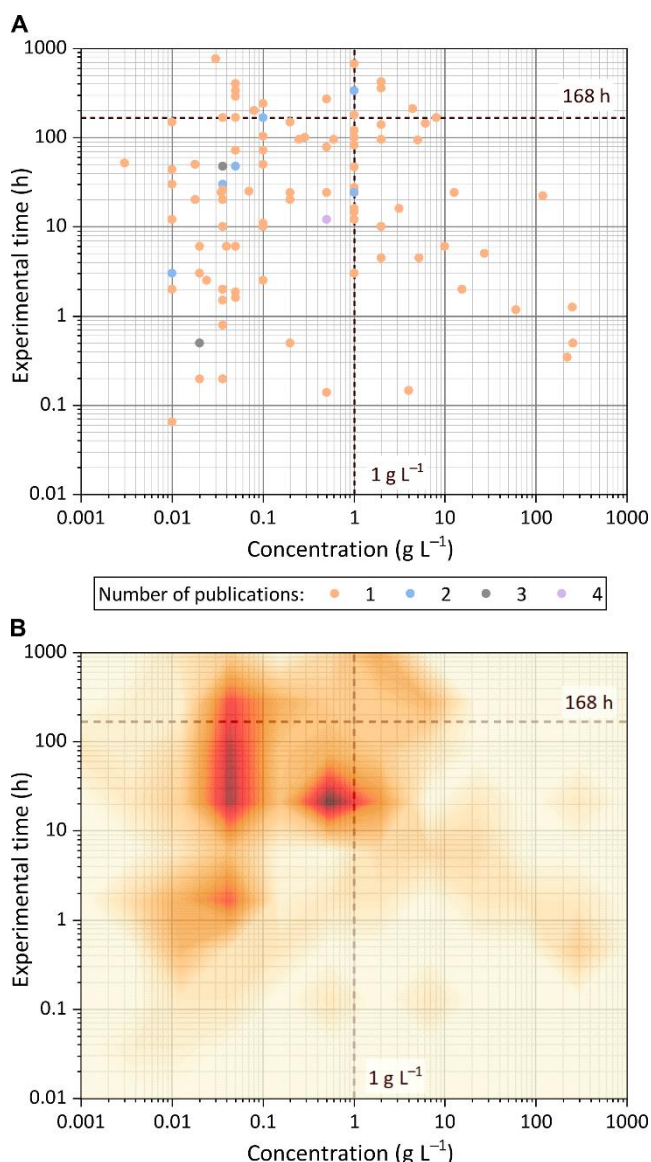 A
1000
168 h
100
10
1
0.1
1 g L⁻¹
0.01
0.001 0.01 0.1 1 10 100 1000
Experimental time (h)
Concentration (g L⁻¹)
Number of publications: 1 2 3 4
B
1000
168 h
100
10
1
0.1
1 g L⁻¹
0.01
0.001 0.01 0.1 1 10 100 1000
Experimental time (h)
Concentration (g L⁻¹)